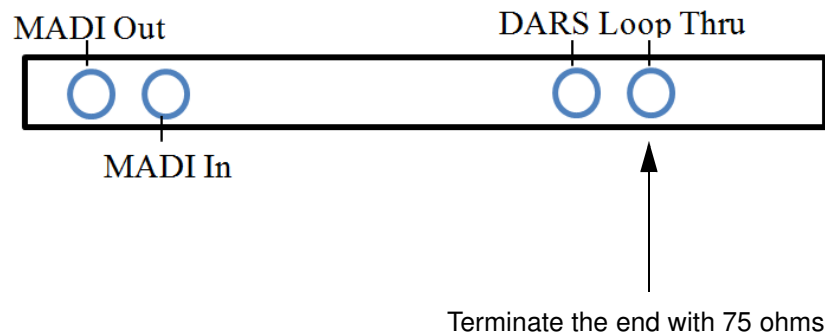 MADI Out
DARS Loop Thru
MADI In
Terminate the end with 75 ohms